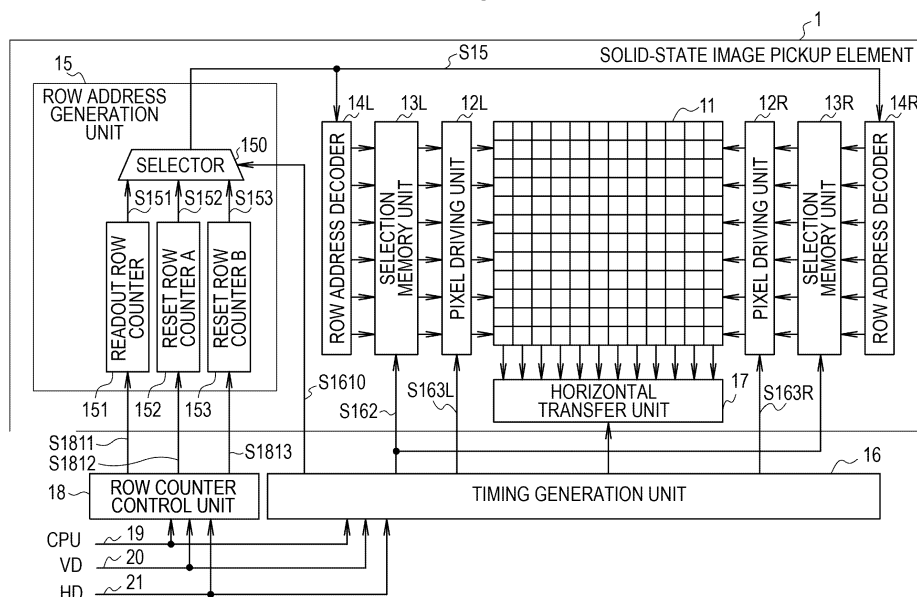 1
S15
SOLID-STATE IMAGE PICKUP ELEMENT
15
ROW ADDRESS
GENERATION
UNIT
150
SELECTOR
S151
S152
S153
READOUT ROW
COUNTER
RESET ROW
COUNTER A
RESET ROW
COUNTER B
151
152
153
14L
13L
12L
11
12R
13R
14R
ROW ADDRESS DECODER
SELECTION
MEMORY UNIT
PIXEL DRIVING UNIT
PIXEL DRIVING UNIT
SELECTION
MEMORY UNIT
ROW ADDRESS DECODER
S1610
S162
S163L
HORIZONTAL
TRANSFER UNIT
17
S163R
S1811
S1812
S1813
18
ROW COUNTER
CONTROL UNIT
16
TIMING GENERATION UNIT
CPU
19
VD
20
HD
21